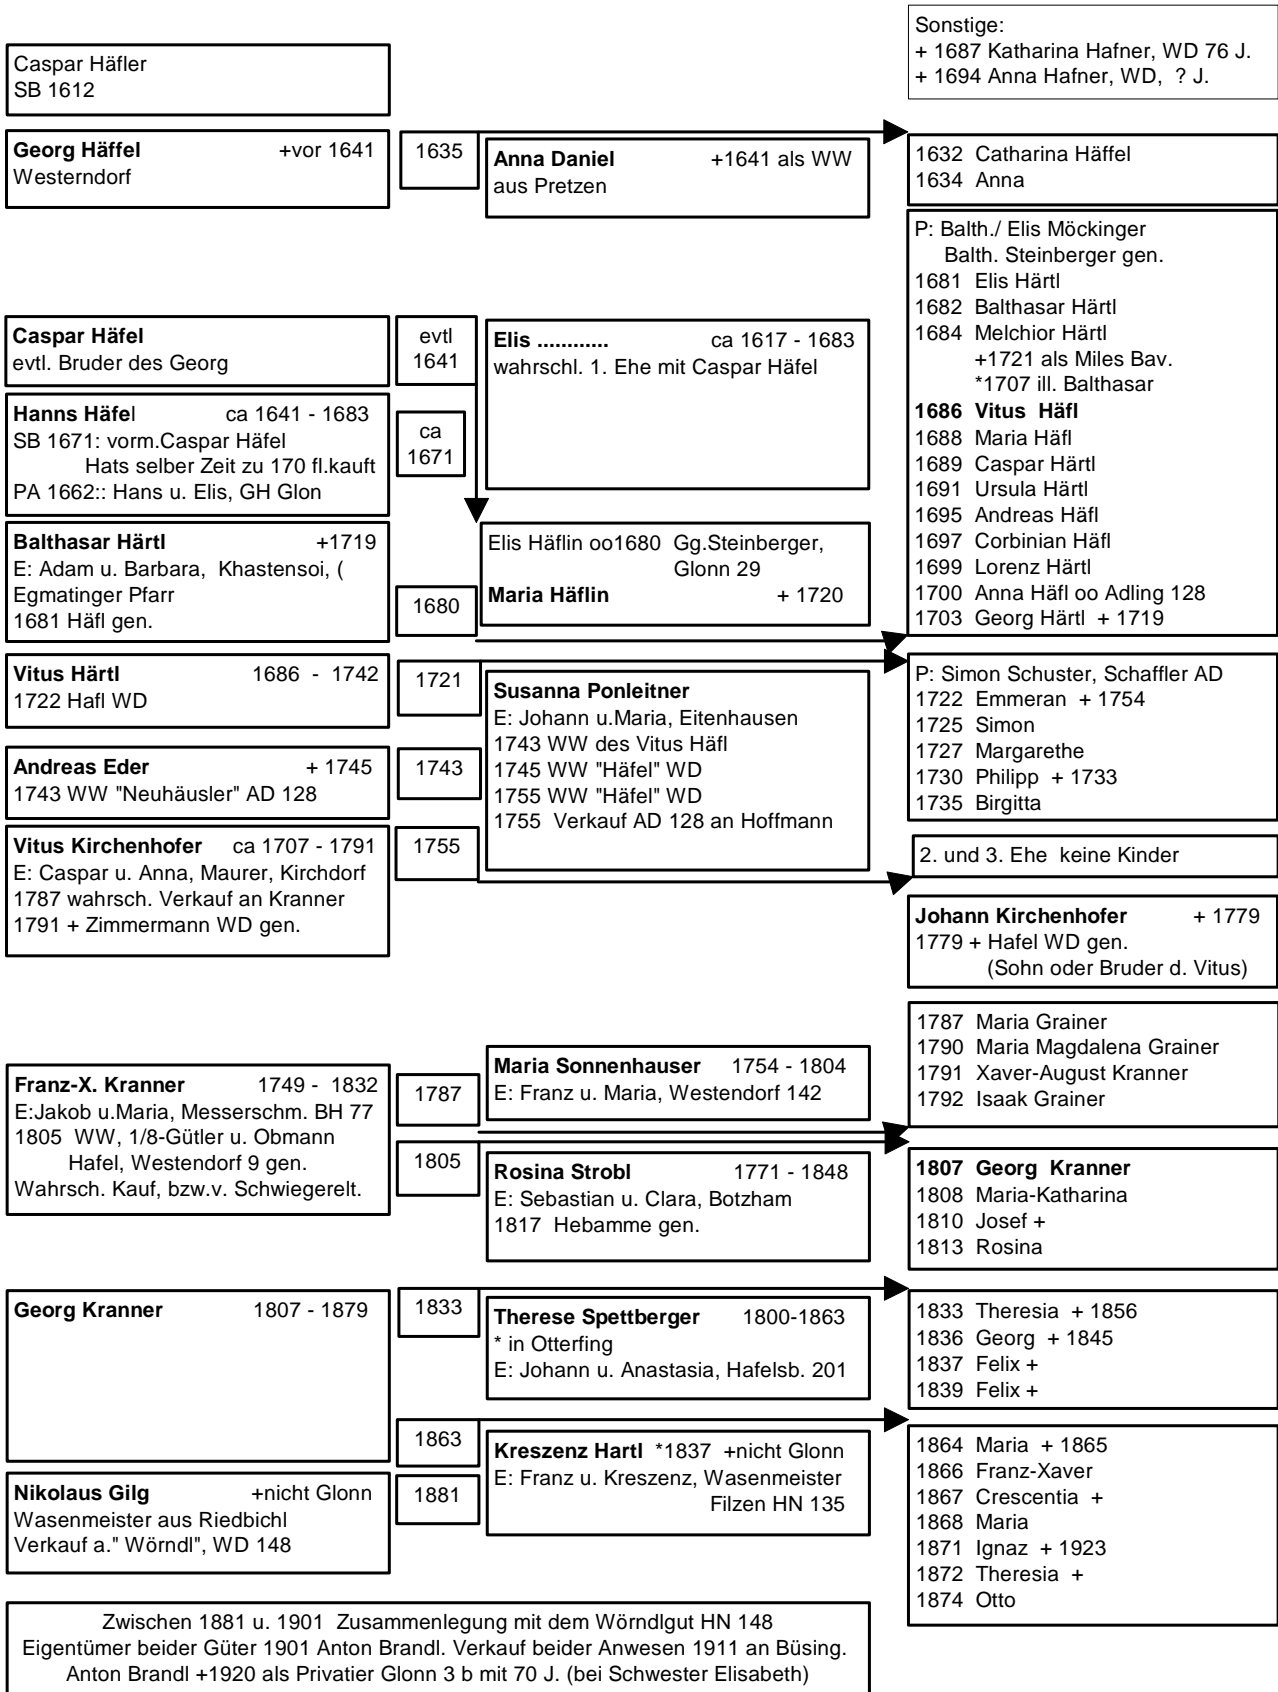 Sonstige:
+ 1687 Katharina Hafner, WD 76 J.
+ 1694 Anna Hafner, WD, ? J.
Caspar Häfler
SB 1612
Georg Häffel +vor 1641
Westerndorf
1635
Anna Daniel +1641 als WW
aus Pretzen
1632 Catharina Häffel
1634 Anna
P: Balth./ Elis Möckinger
Balth. Steinberger gen.
1681 Elis Härtl
1682 Balthasar Härtl
1684 Melchior Härtl
+1721 als Miles Bav.
*1707 ill. Balthasar
1686 Vitus Häfl
1688 Maria Häfl
1689 Caspar Härtl
1691 Ursula Härtl
1695 Andreas Häfl
1697 Corbinian Häfl
1699 Lorenz Härtl
1700 Anna Häfl oo Adling 128
1703 Georg Härtl + 1719
Caspar Häfel
evtl. Bruder des Georg
evtl
1641
Elis ............ ca 1617 - 1683
wahrschl. 1. Ehe mit Caspar Häfel
Hanns Häfel ca 1641 - 1683
SB 1671: vorm.Caspar Häfel
Hats selber Zeit zu 170 fl.kauft
PA 1662:: Hans u. Elis, GH Glon
ca
1671
Balthasar Härtl +1719
E: Adam u. Barbara, Khastensoi, (
Egmatinger Pfarr
1681 Häfl gen.
1680
Elis Häflin oo1680 Gg.Steinberger,
Glonn 29
Maria Häflin + 1720
Vitus Härtl 1686 - 1742
1722 Hafl WD
1721
Susanna Ponleitner
E: Johann u.Maria, Eitenhausen
1743 WW des Vitus Häfl
1745 WW "Häfel" WD
1755 WW "Häfel" WD
1755 Verkauf AD 128 an Hoffmann
P: Simon Schuster, Schaffler AD
1722 Emmeran + 1754
1725 Simon
1727 Margarethe
1730 Philipp + 1733
1735 Birgitta
Andreas Eder + 1745
1743 WW "Neuhäusler" AD 128
1743
Vitus Kirchenhofer ca 1707 - 1791
E: Caspar u. Anna, Maurer, Kirchdorf
1787 wahrsch. Verkauf an Kranner
1791 + Zimmermann WD gen.
1755
2. und 3. Ehe keine Kinder
Johann Kirchenhofer + 1779
1779 + Hafel WD gen.
(Sohn oder Bruder d. Vitus)
Franz-X. Kranner 1749 - 1832
E:Jakob u.Maria, Messerschm. BH 77
1805 WW, 1/8-Gütler u. Obmann
Hafel, Westendorf 9 gen.
Wahrsch. Kauf, bzw.v. Schwiegerelt.
1787
Maria Sonnenhauser 1754 - 1804
E: Franz u. Maria, Westendorf 142
1787 Maria Grainer
1790 Maria Magdalena Grainer
1791 Xaver-August Kranner
1792 Isaak Grainer
1805
Rosina Strobl 1771 - 1848
E: Sebastian u. Clara, Botzham
1817 Hebamme gen.
1807 Georg Kranner
1808 Maria-Katharina
1810 Josef +
1813 Rosina
Georg Kranner 1807 - 1879
1833
Therese Spettberger 1800-1863
* in Otterfing
E: Johann u. Anastasia, Hafelsb. 201
1833 Theresia + 1856
1836 Georg + 1845
1837 Felix +
1839 Felix +
1863
Kreszenz Hartl *1837 +nicht Glonn
E: Franz u. Kreszenz, Wasenmeister
Filzen HN 135
1864 Maria + 1865
1866 Franz-Xaver
1867 Crescentia +
1868 Maria
1871 Ignaz + 1923
1872 Theresia +
1874 Otto
Nikolaus Gilg +nicht Glonn
Wasenmeister aus Riedbichl
Verkauf a." Wörndl", WD 148
1881
Zwischen 1881 u. 1901 Zusammenlegung mit dem Wörndlgut HN 148
Eigentümer beider Güter 1901 Anton Brandl. Verkauf beider Anwesen 1911 an Büsing.
Anton Brandl +1920 als Privatier Glonn 3 b mit 70 J. (bei Schwester Elisabeth)